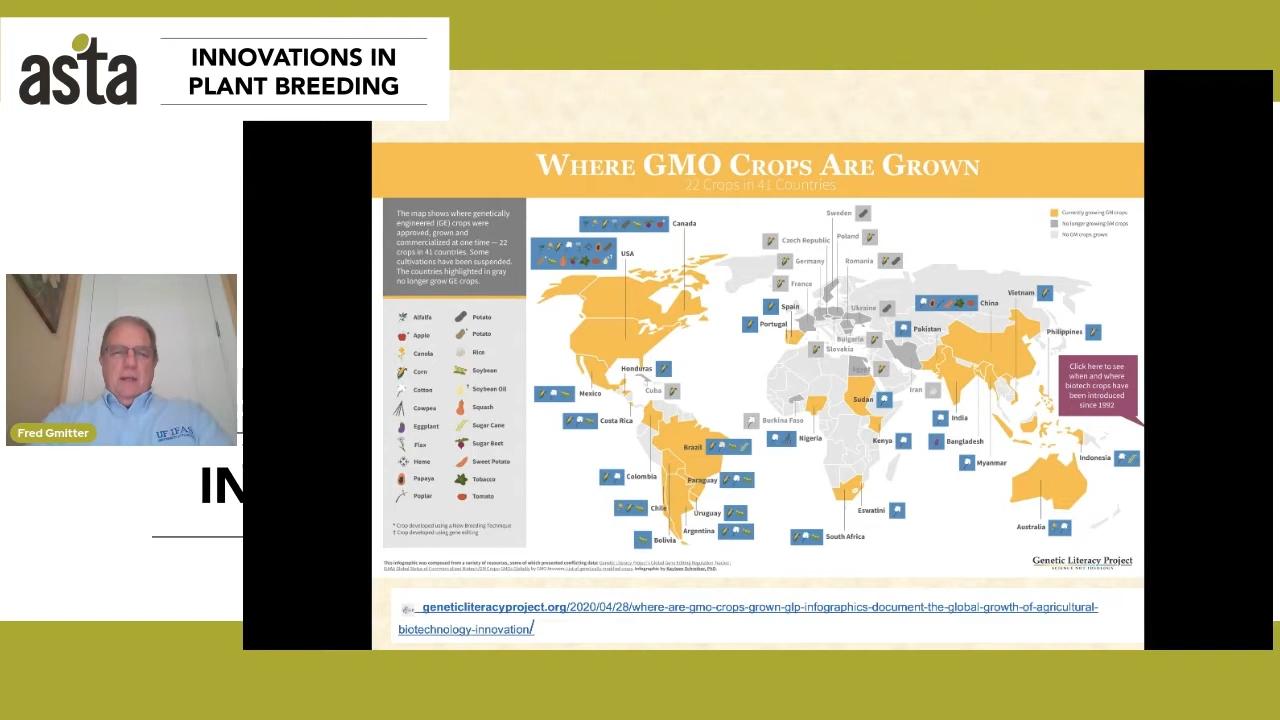 asta
INNOVATIONS IN
PLANT BREEDING
WHERE GMO CROPS ARE GROWN
22 Crops in 41 Countries
The map shows where genetically
engineered (GE) crops were
approved, grown and
commercialized at one time — 22
crops in 41 countries. Some
cultivations have been suspended.
The countries highlighted in gray
no longer grow GE crops.
Alfalfa
Apple
Canola
Corn
Cotton
Cowpea
Eggplant
Flax
Heme
Papaya
Poplar
Potato
Potato
Rice
Soybean
Soybean Oil
Squash
Sugar Cane
Sugar Beet
Sweet Potato
Tobacco
Tomato
* Crop developed using a New Breeding Technique
† Crop developed using gene editing
Canada
USA
Sweden
Czech Republic
Poland
Germany
Romania
France
Spain
Ukraine
Portugal
Bulgaria
Slovakia
China
Vietnam
Pakistan
Philippines
Honduras
Mexico
Cuba
Egypt
Iran
Costa Rica
Sudan
Burkina Faso
India
Nigeria
Kenya
Bangladesh
Brazil
Myanmar
Indonesia
Colombia
Paraguay
Chile
Uruguay
Eswatini
Argentina
Bolivia
South Africa
Australia
Currently growing GM crops
No longer growing GM crops
No GM crops grown
Click here to see
when and where
biotech crops have
been introduced
since 1992
Genetic Literacy Project
SCIENCE NOT IDEOLOGY
geneticliteracyproject.org/2020/04/28/where-are-gmo-crops-grown-glp-infographics-document-the-global-growth-of-agricultural-
biotechnology-innovation/
Fred Gmitter
UF IFAS
IN